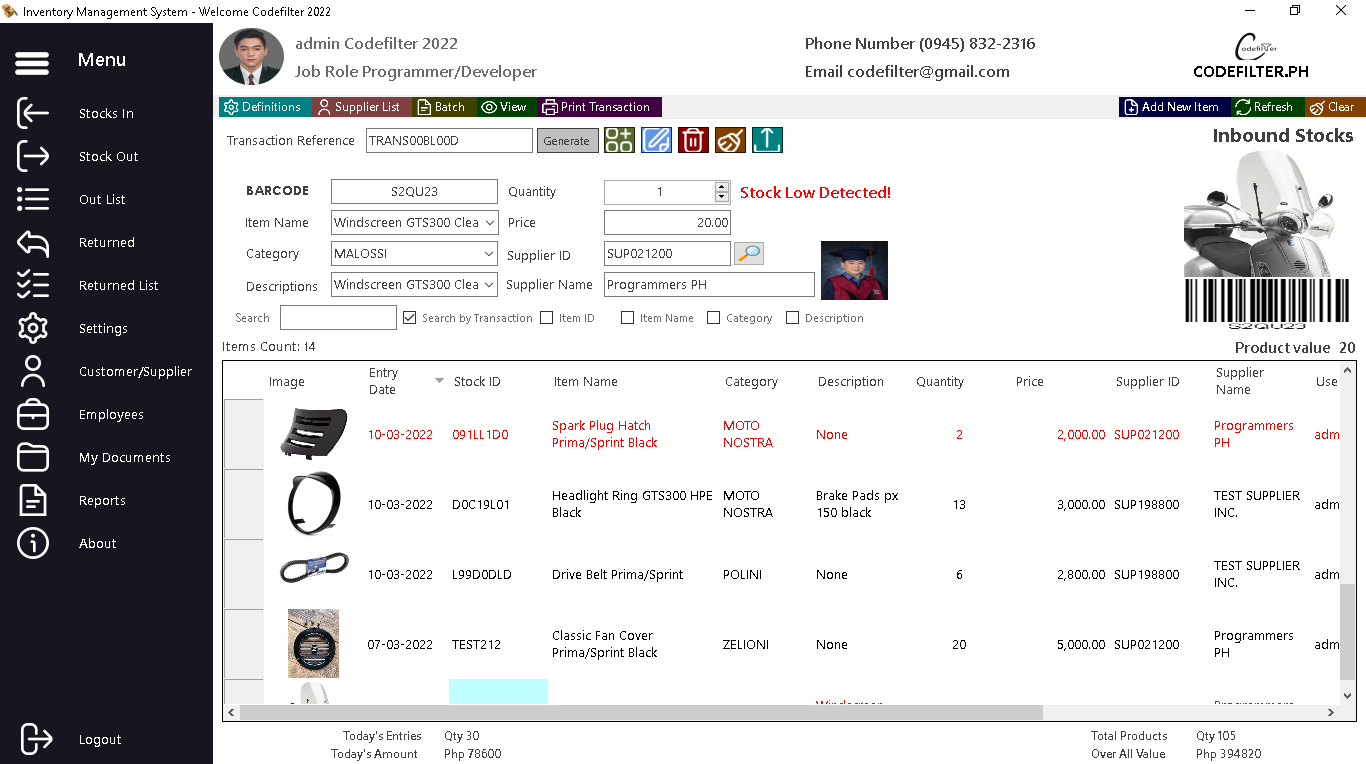 Inventory Management System - Welcome Codefilter 2022
Menu
Stocks In
Stock Out
Out List
Returned
Returned List
Settings
Customer/Supplier
Employees
My Documents
Reports
About
Logout
admin Codefilter 2022
Job Role Programmer/Developer
Phone Number (0945) 832-2316
Email codefilter@gmail.com
Codefilter
CODEFILTER.PH
Definitions Supplier List Batch View Print Transaction Add New Item Refresh Clear
Transaction Reference TRANS00BL00D Generate
Inbound Stocks
BARCODE S2QU23 Quantity 1 Stock Low Detected!
Item Name Windscreen GTS300 Clea Price 20.00
Category MALOSSI Supplier ID SUP021200
Descriptions Windscreen GTS300 Clea Supplier Name Programmers PH
Search Search by Transaction Item ID Item Name Category Description
S2QU23
Items Count: 14
Product value 20
Image Entry Date Stock ID Item Name Category Description Quantity Price Supplier ID Supplier Name Use
10-03-2022 091LL1D0 Spark Plug Hatch Prima/Sprint Black MOTO NOSTRA None 2 2,000.00 SUP021200 Programmers PH adm
10-03-2022 D0C19L01 Headlight Ring GTS300 HPE Black MOTO NOSTRA Brake Pads px 150 black 13 3,000.00 SUP198800 TEST SUPPLIER INC. adm
10-03-2022 L99D0DLD Drive Belt Prima/Sprint POLINI None 6 2,800.00 SUP198800 TEST SUPPLIER INC. adm
07-03-2022 TEST212 Classic Fan Cover Prima/Sprint Black ZELIONI None 20 5,000.00 SUP021200 Programmers PH adm
Today's Entries Qty 30
Today's Amount Php 78600
Total Products Qty 105
Over All Value Php 394820